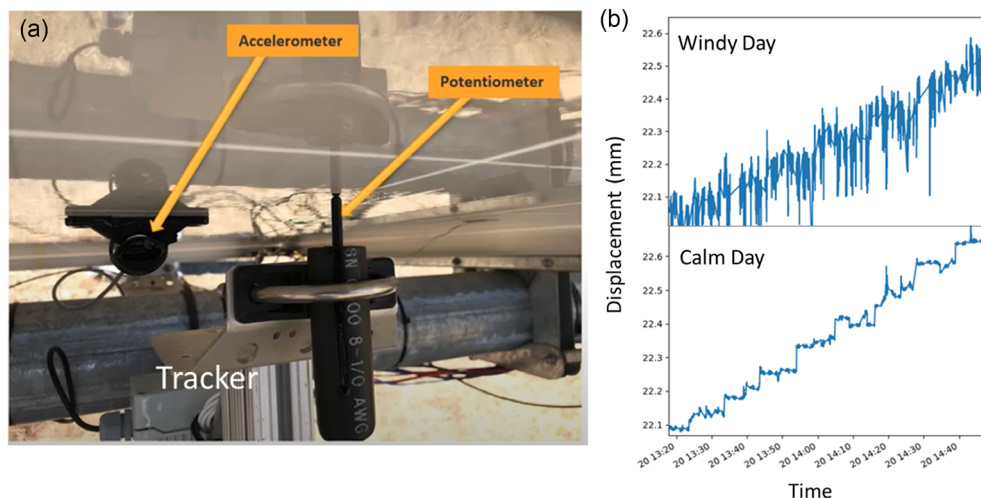 (a)
Accelerometer
Potentiometer
SN 00 8-1/0 AWG
Tracker
(b)
Windy Day
22.6
22.5
22.4
22.3
22.2
22.1
Displacement (mm)
Calm Day
22.6
22.5
22.4
22.3
22.2
22.1
20 13:20
20 13:30
20 13:40
20 13:50
20 14:00
20 14:10
20 14:20
20 14:30
20 14:40
Time